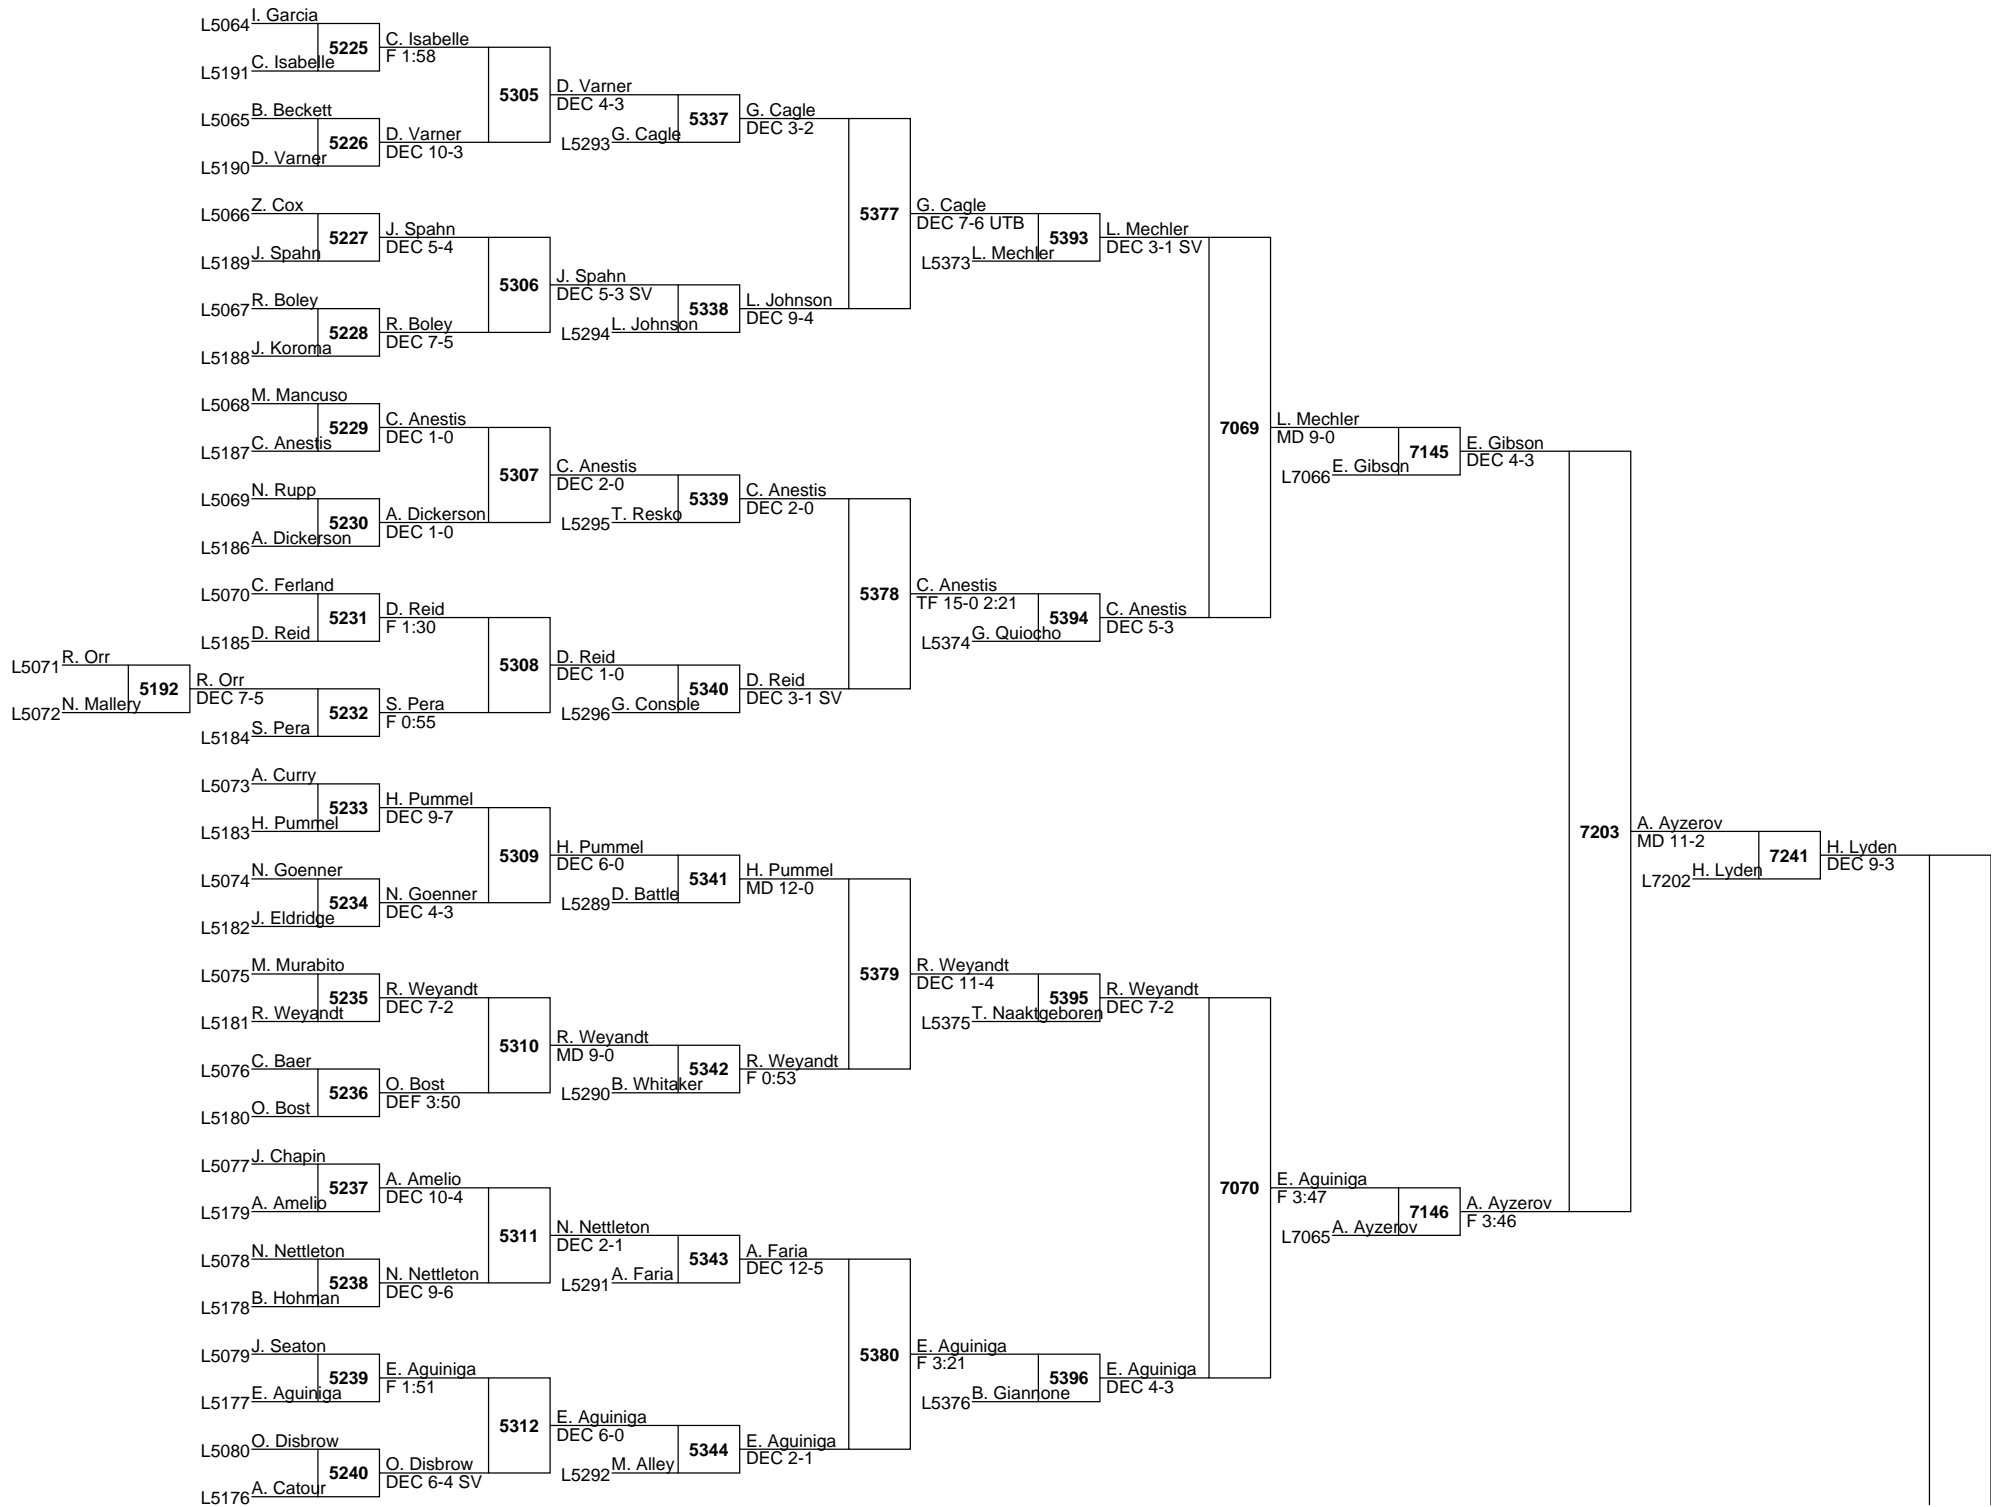 I. Garcia
L5064
5225
C. Isabelle
F 1:58
C. Isabelle
L5191
5305
D. Varner
DEC 4-3
B. Beckett
L5065
5226
D. Varner
DEC 10-3
D. Varner
L5190
5337
G. Cagle
DEC 3-2
G. Cagle
L5293
Z. Cox
L5066
5227
J. Spahn
DEC 5-4
J. Spahn
L5189
5377
G. Cagle
DEC 7-6 UTB
5393
L. Mechler
DEC 3-1 SV
L. Mechler
L5373
5306
J. Spahn
DEC 5-3 SV
R. Boley
L5067
5228
R. Boley
DEC 7-5
J. Koroma
L5188
5338
L. Johnson
DEC 9-4
L. Johnson
L5294
M. Mancuso
L5068
5229
C. Anestis
DEC 1-0
C. Anestis
L5187
7069
L. Mechler
MD 9-0
7145
E. Gibson
DEC 4-3
E. Gibson
L7066
5307
C. Anestis
DEC 2-0
N. Rupp
L5069
5230
A. Dickerson
DEC 1-0
A. Dickerson
L5186
5339
C. Anestis
DEC 2-0
T. Resko
L5295
C. Ferland
L5070
5231
D. Reid
F 1:30
D. Reid
L5185
5378
C. Anestis
TF 15-0 2:21
5394
C. Anestis
DEC 5-3
G. Quiocho
L5374
R. Orr
L5071
5192
R. Orr
DEC 7-5
N. Mallery
L5072
5308
D. Reid
DEC 1-0
5232
S. Pera
F 0:55
S. Pera
L5184
5340
D. Reid
DEC 3-1 SV
G. Console
L5296
A. Curry
L5073
5233
H. Pummel
DEC 9-7
H. Pummel
L5183
7203
A. Ayzerov
MD 11-2
7241
H. Lyden
DEC 9-3
H. Lyden
L7202
5309
H. Pummel
DEC 6-0
N. Goenner
L5074
5234
N. Goenner
DEC 4-3
J. Eldridge
L5182
5341
H. Pummel
MD 12-0
D. Battle
L5289
M. Murabito
L5075
5235
R. Weyandt
DEC 7-2
R. Weyandt
L5181
5379
R. Weyandt
DEC 11-4
5395
R. Weyandt
DEC 7-2
T. Naaktgeboren
L5375
5310
R. Weyandt
MD 9-0
C. Baer
L5076
5236
O. Bost
DEF 3:50
O. Bost
L5180
5342
R. Weyandt
F 0:53
B. Whitaker
L5290
J. Chapin
L5077
5237
A. Amelio
DEC 10-4
A. Amelio
L5179
7070
E. Aguiniga
F 3:47
7146
A. Ayzerov
F 3:46
A. Ayzerov
L7065
5311
N. Nettleton
DEC 2-1
N. Nettleton
L5078
5238
N. Nettleton
DEC 9-6
B. Hohman
L5178
5343
A. Faria
DEC 12-5
A. Faria
L5291
J. Seaton
L5079
5239
E. Aguiniga
F 1:51
E. Aguiniga
L5177
5380
E. Aguiniga
F 3:21
5396
E. Aguiniga
DEC 4-3
B. Giannone
L5376
5312
E. Aguiniga
DEC 6-0
O. Disbrow
L5080
5240
O. Disbrow
DEC 6-4 SV
A. Catour
L5176
5344
E. Aguiniga
DEC 2-1
M. Alley
L5292